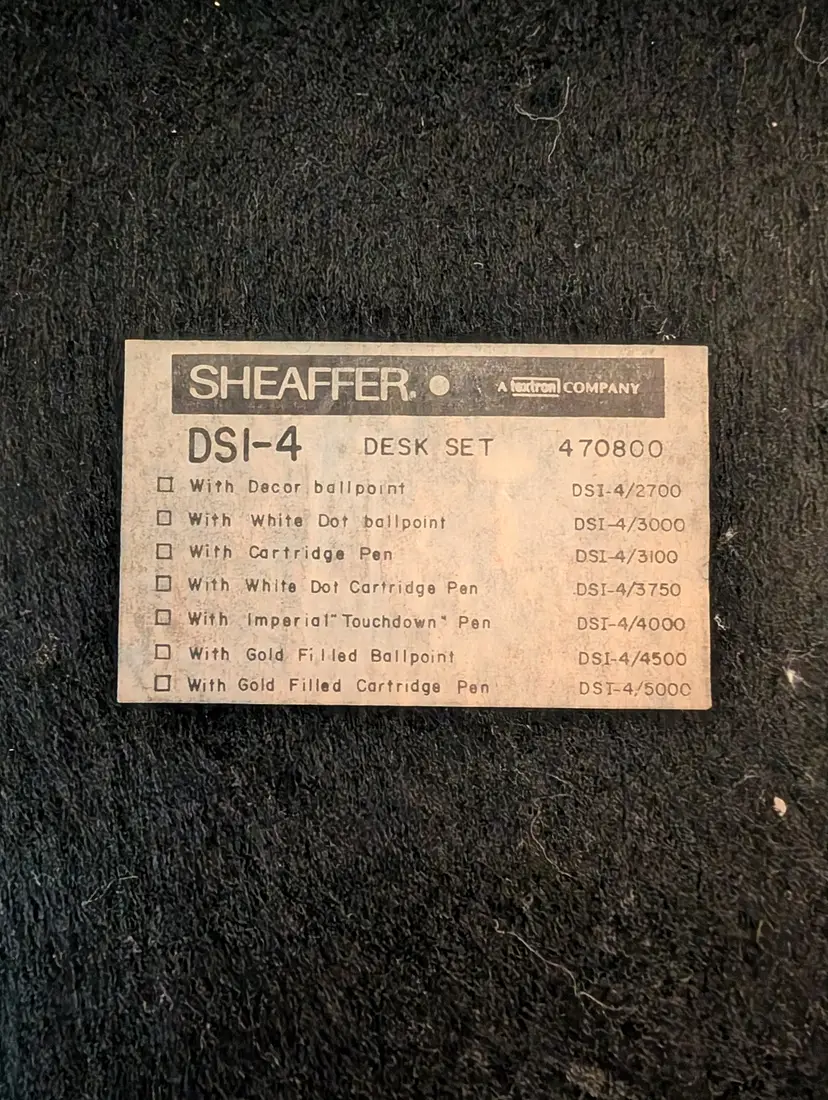 SHEAFFER. A textron COMPANY
DSI-4 DESK SET 470800
☐ With Decor ballpoint DSI-4/2700
☐ With White Dot ballpoint DSI-4/3000
☐ With Cartridge Pen DSI-4/3100
☐ With White Dot Cartridge Pen DSI-4/3750
☐ With Imperial "Touchdown" Pen DSI-4/4000
☐ With Gold Filled Ballpoint DSI-4/4500
☐ With Gold Filled Cartridge Pen DSI-4/5000